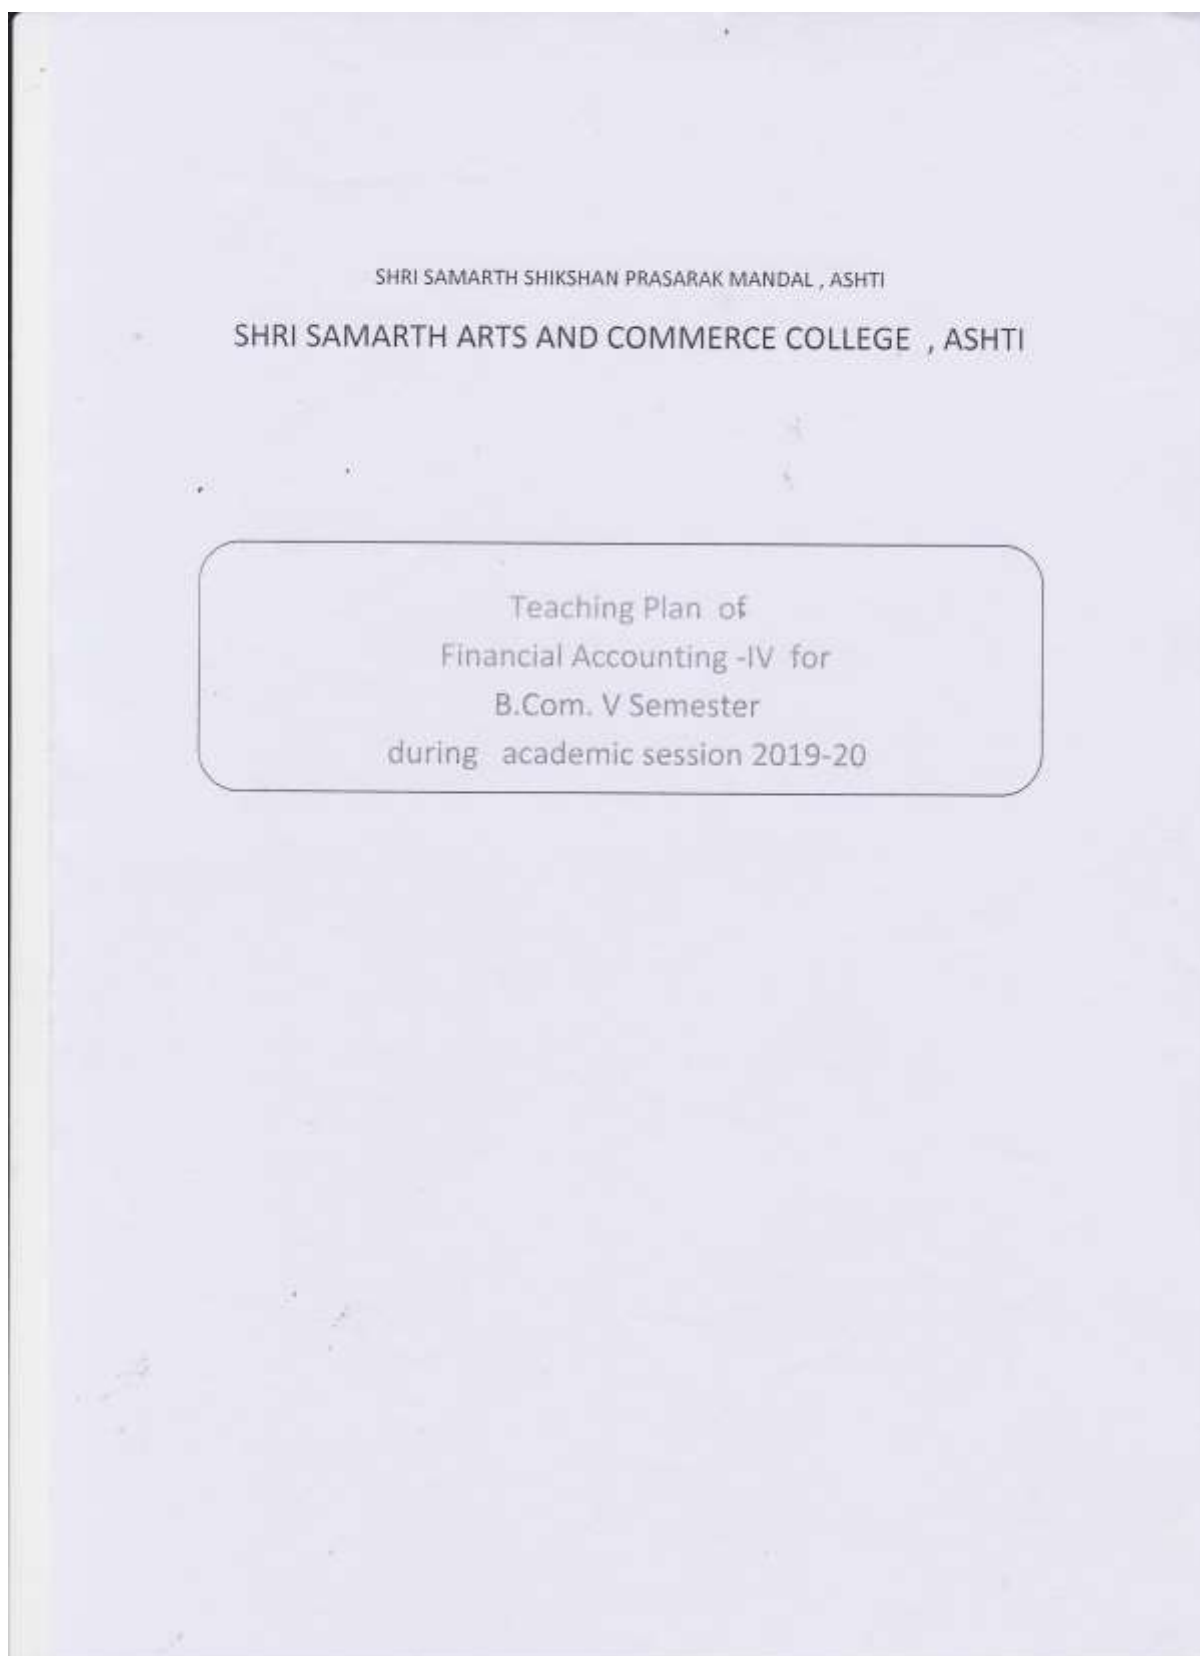 SHRI SAMARTH SHIKSHAN PRASARAK MANDAL , ASHTI
SHRI SAMARTH ARTS AND COMMERCE COLLEGE , ASHTI
Teaching Plan of
Financial Accounting -IV for
B.Com. V Semester
during academic session 2019-20